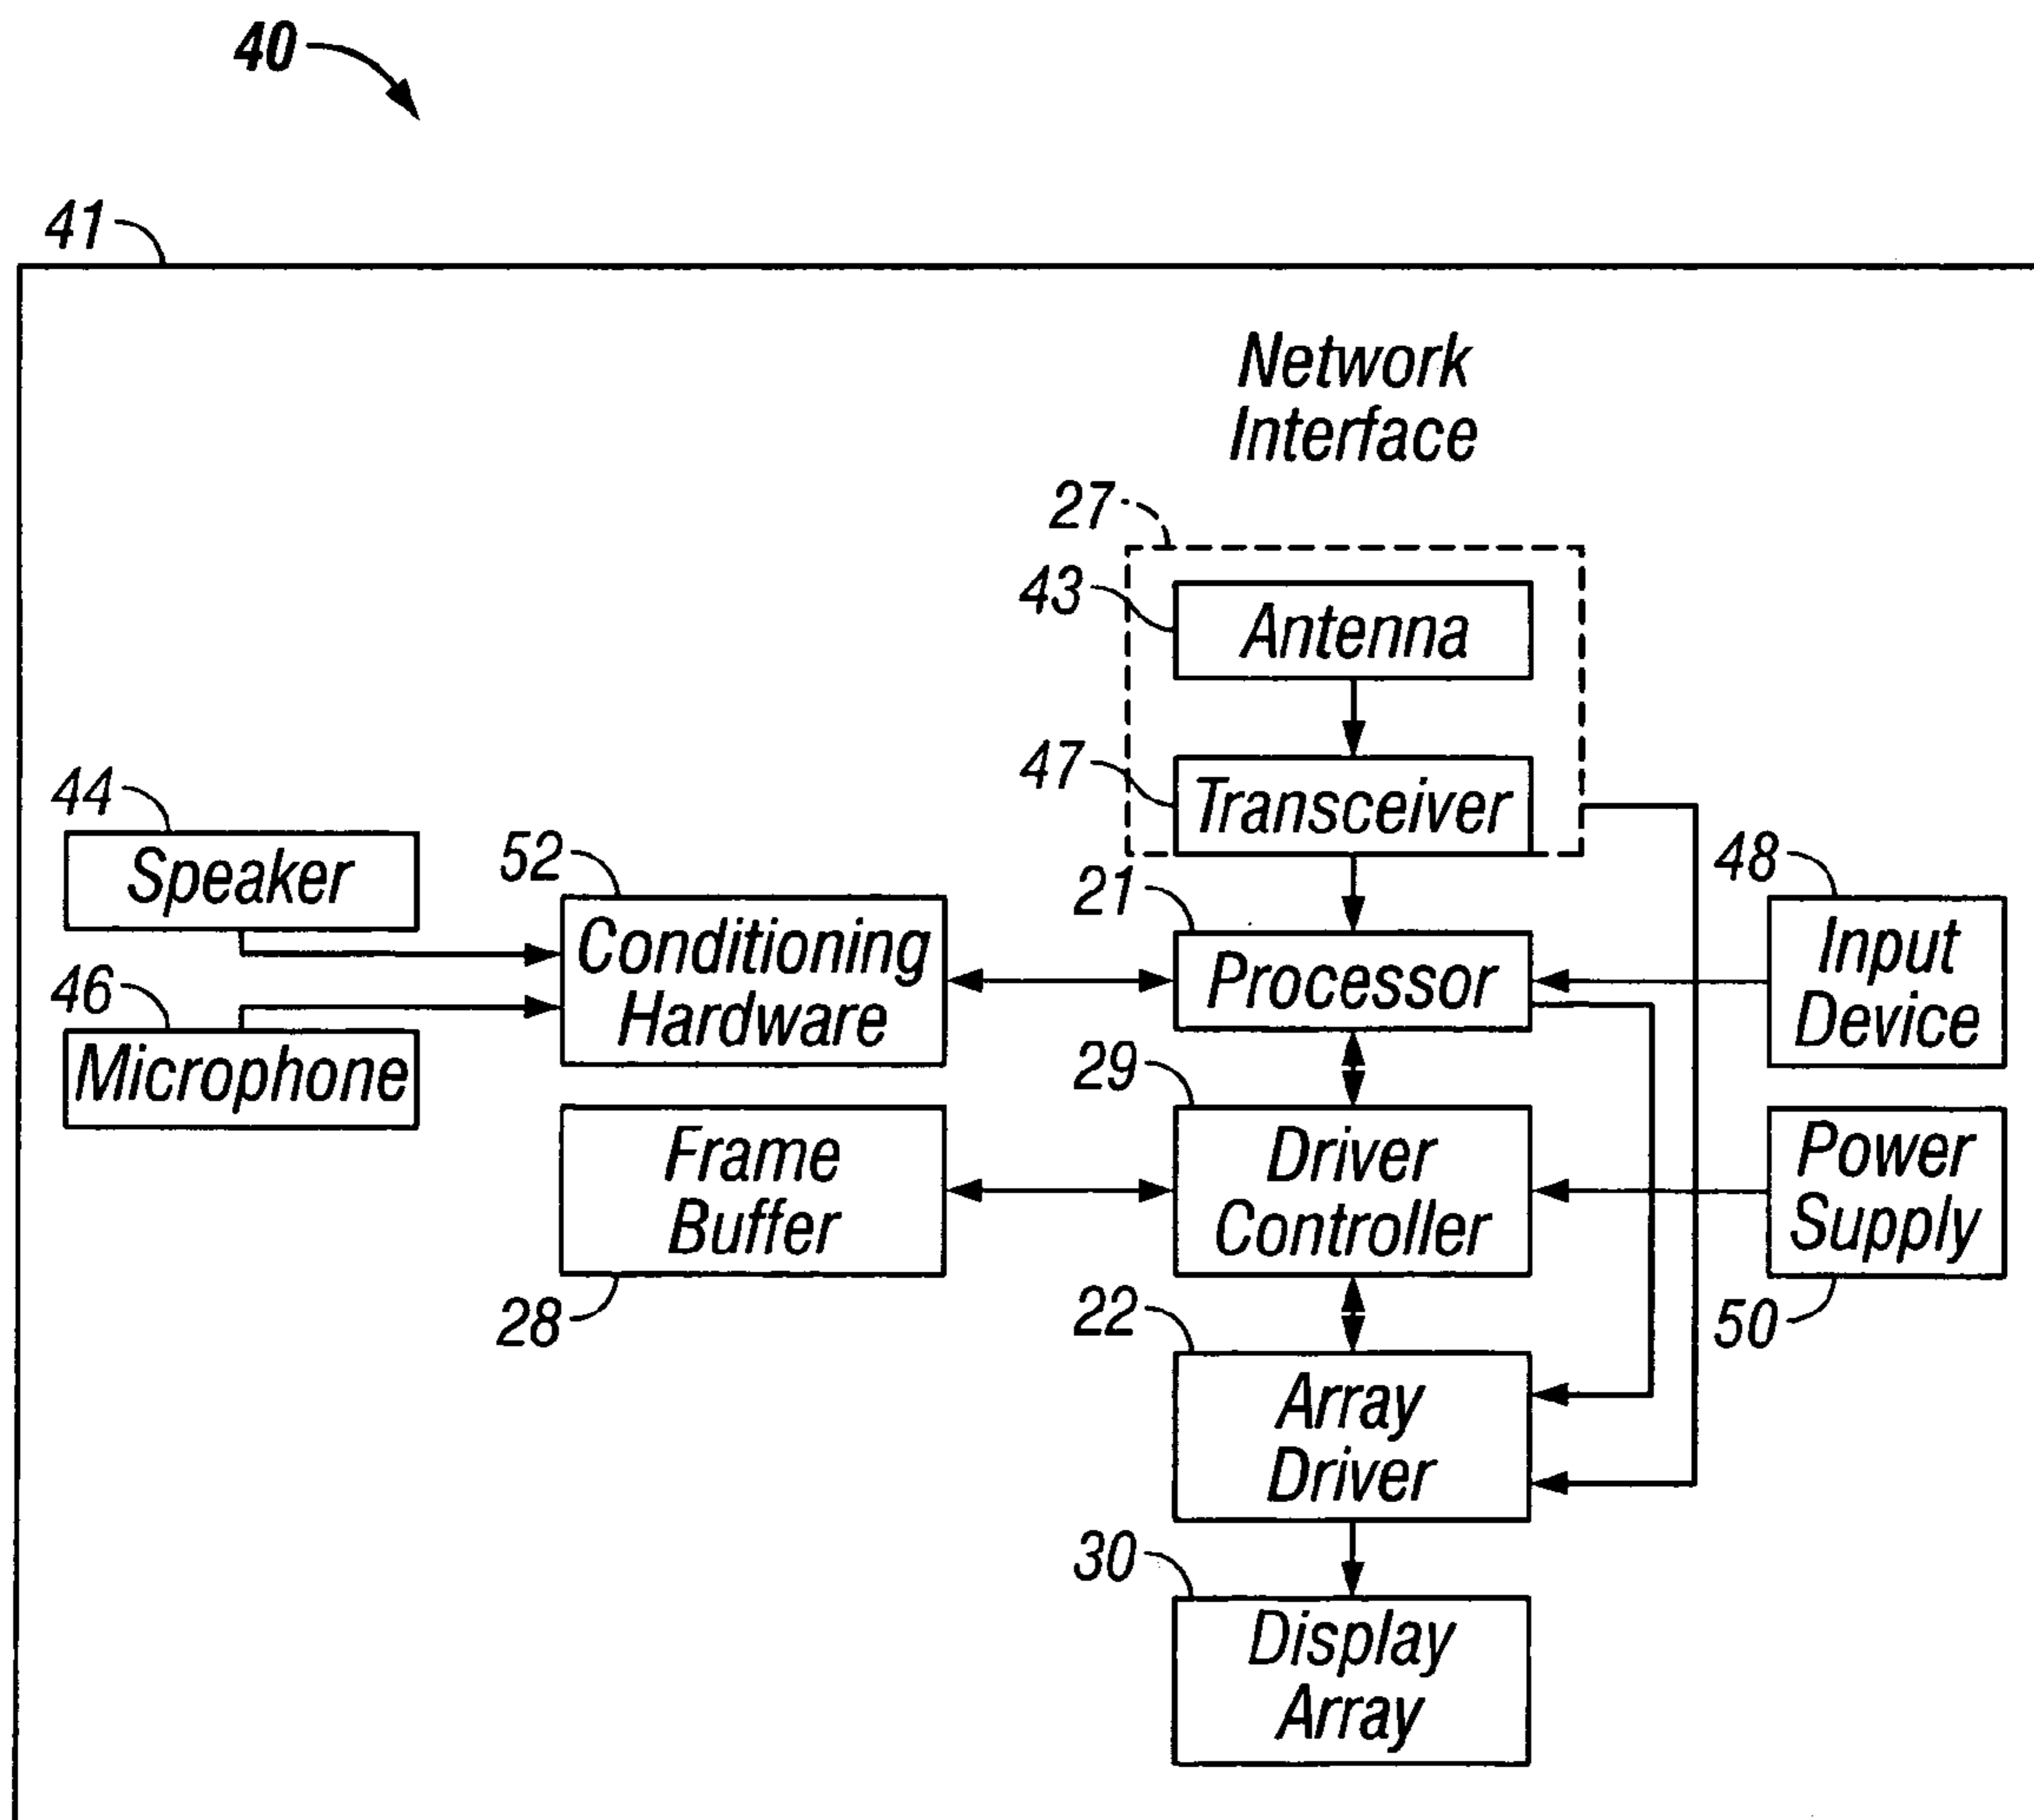 40
41
Network
Interface
27
43
Antenna
47
Transceiver
44
Speaker
52
Conditioning
Hardware
21
Processor
48
Input
Device
46
Microphone
29
Driver
Controller
Frame
Buffer
28
Power
Supply
50
22
Array
Driver
30
Display
Array